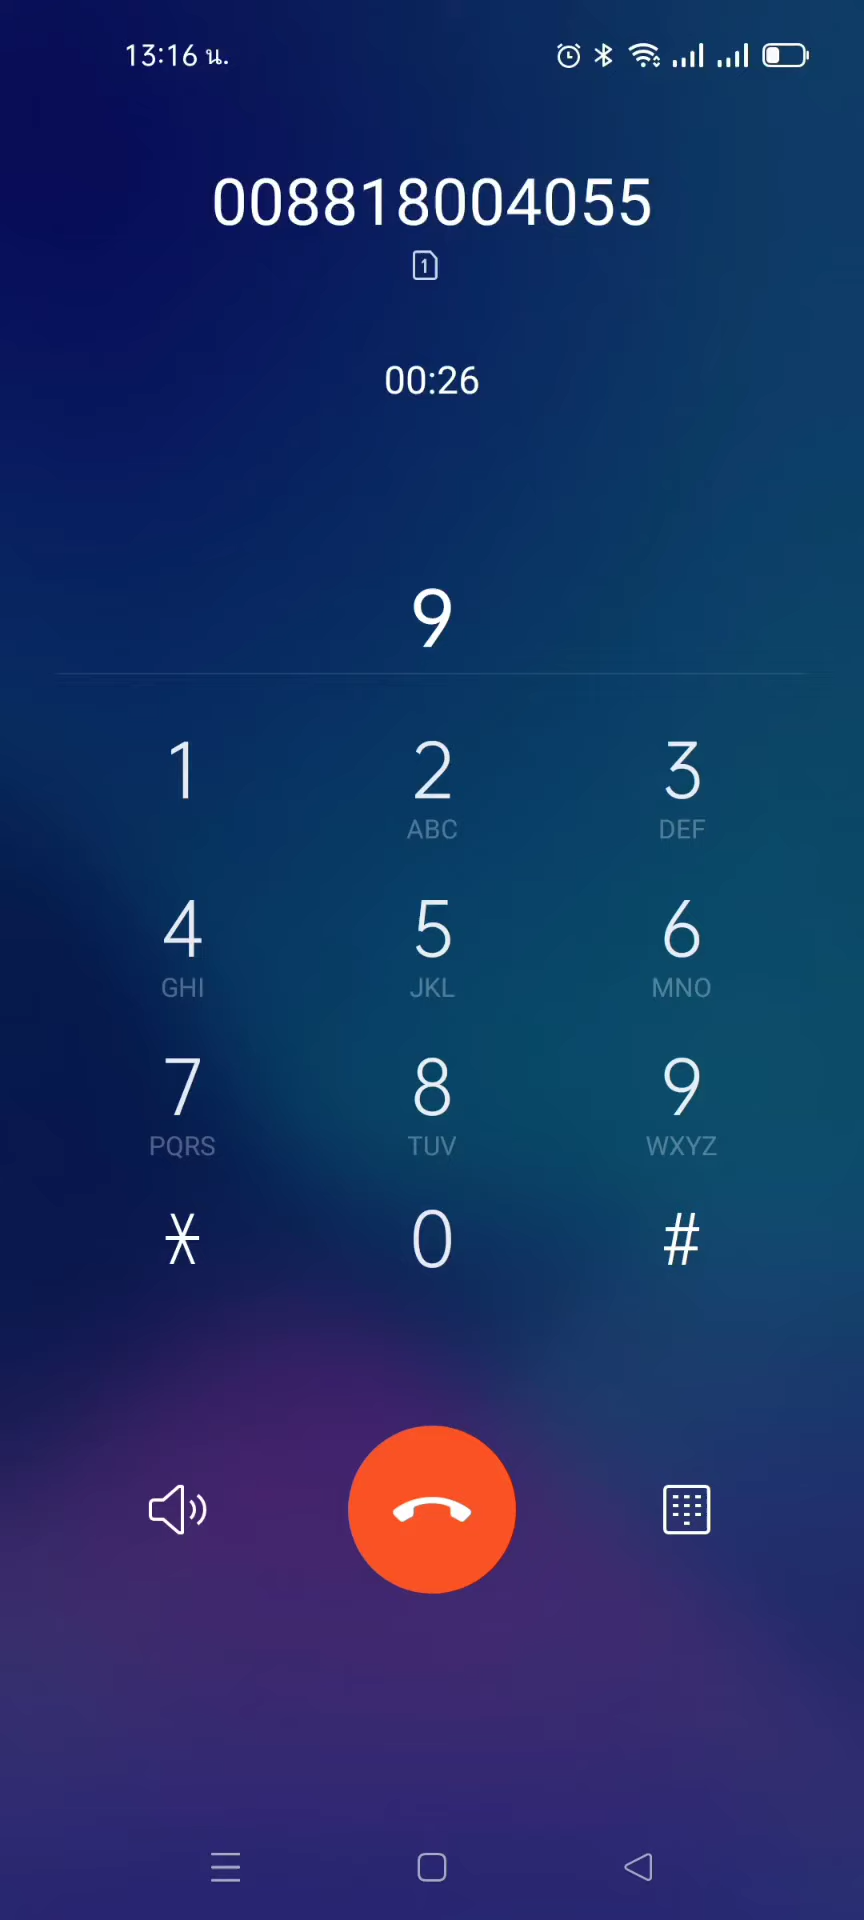 13:16 น.
008818004055
1
00:26
9
1 2 3
ABC DEF
4 5 6
GHI JKL MNO
7 8 9
PQRS TUV WXYZ
* 0 #